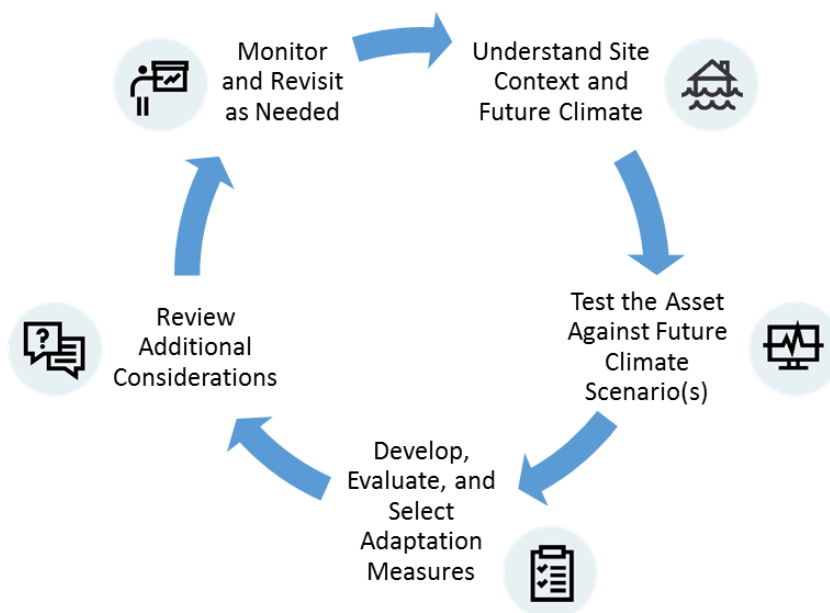 Monitor
and Revisit
as Needed
Understand Site
Context and
Future Climate
Test the Asset
Against Future
Climate
Scenario(s)
Develop,
Evaluate, and
Select
Adaptation
Measures
Review
Additional
Considerations
?